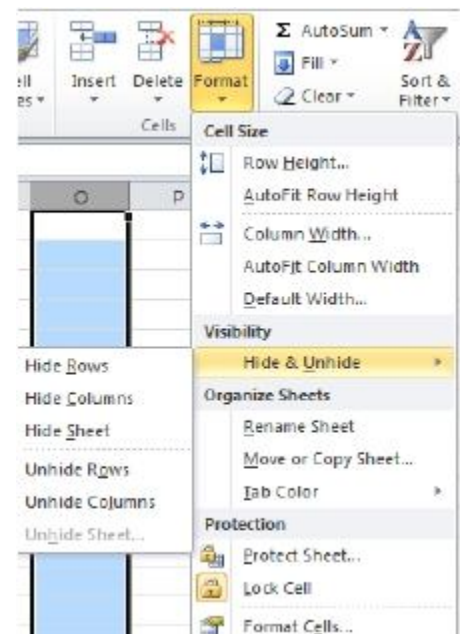 Insert Delete Format
Σ AutoSum
Fill
Clear
Sort &
Filter
Cells
Cell Size
Row Height...
AutoFit Row Height
Column Width...
AutoFit Column Width
Default Width...
Visibility
Hide & Unhide
Organize Sheets
Rename Sheet
Move or Copy Sheet...
Tab Color
Protection
Protect Sheet...
Lock Cell
Format Cells...
O P
Hide Rows
Hide Columns
Hide Sheet
Unhide Rows
Unhide Columns
Unhide Sheet...